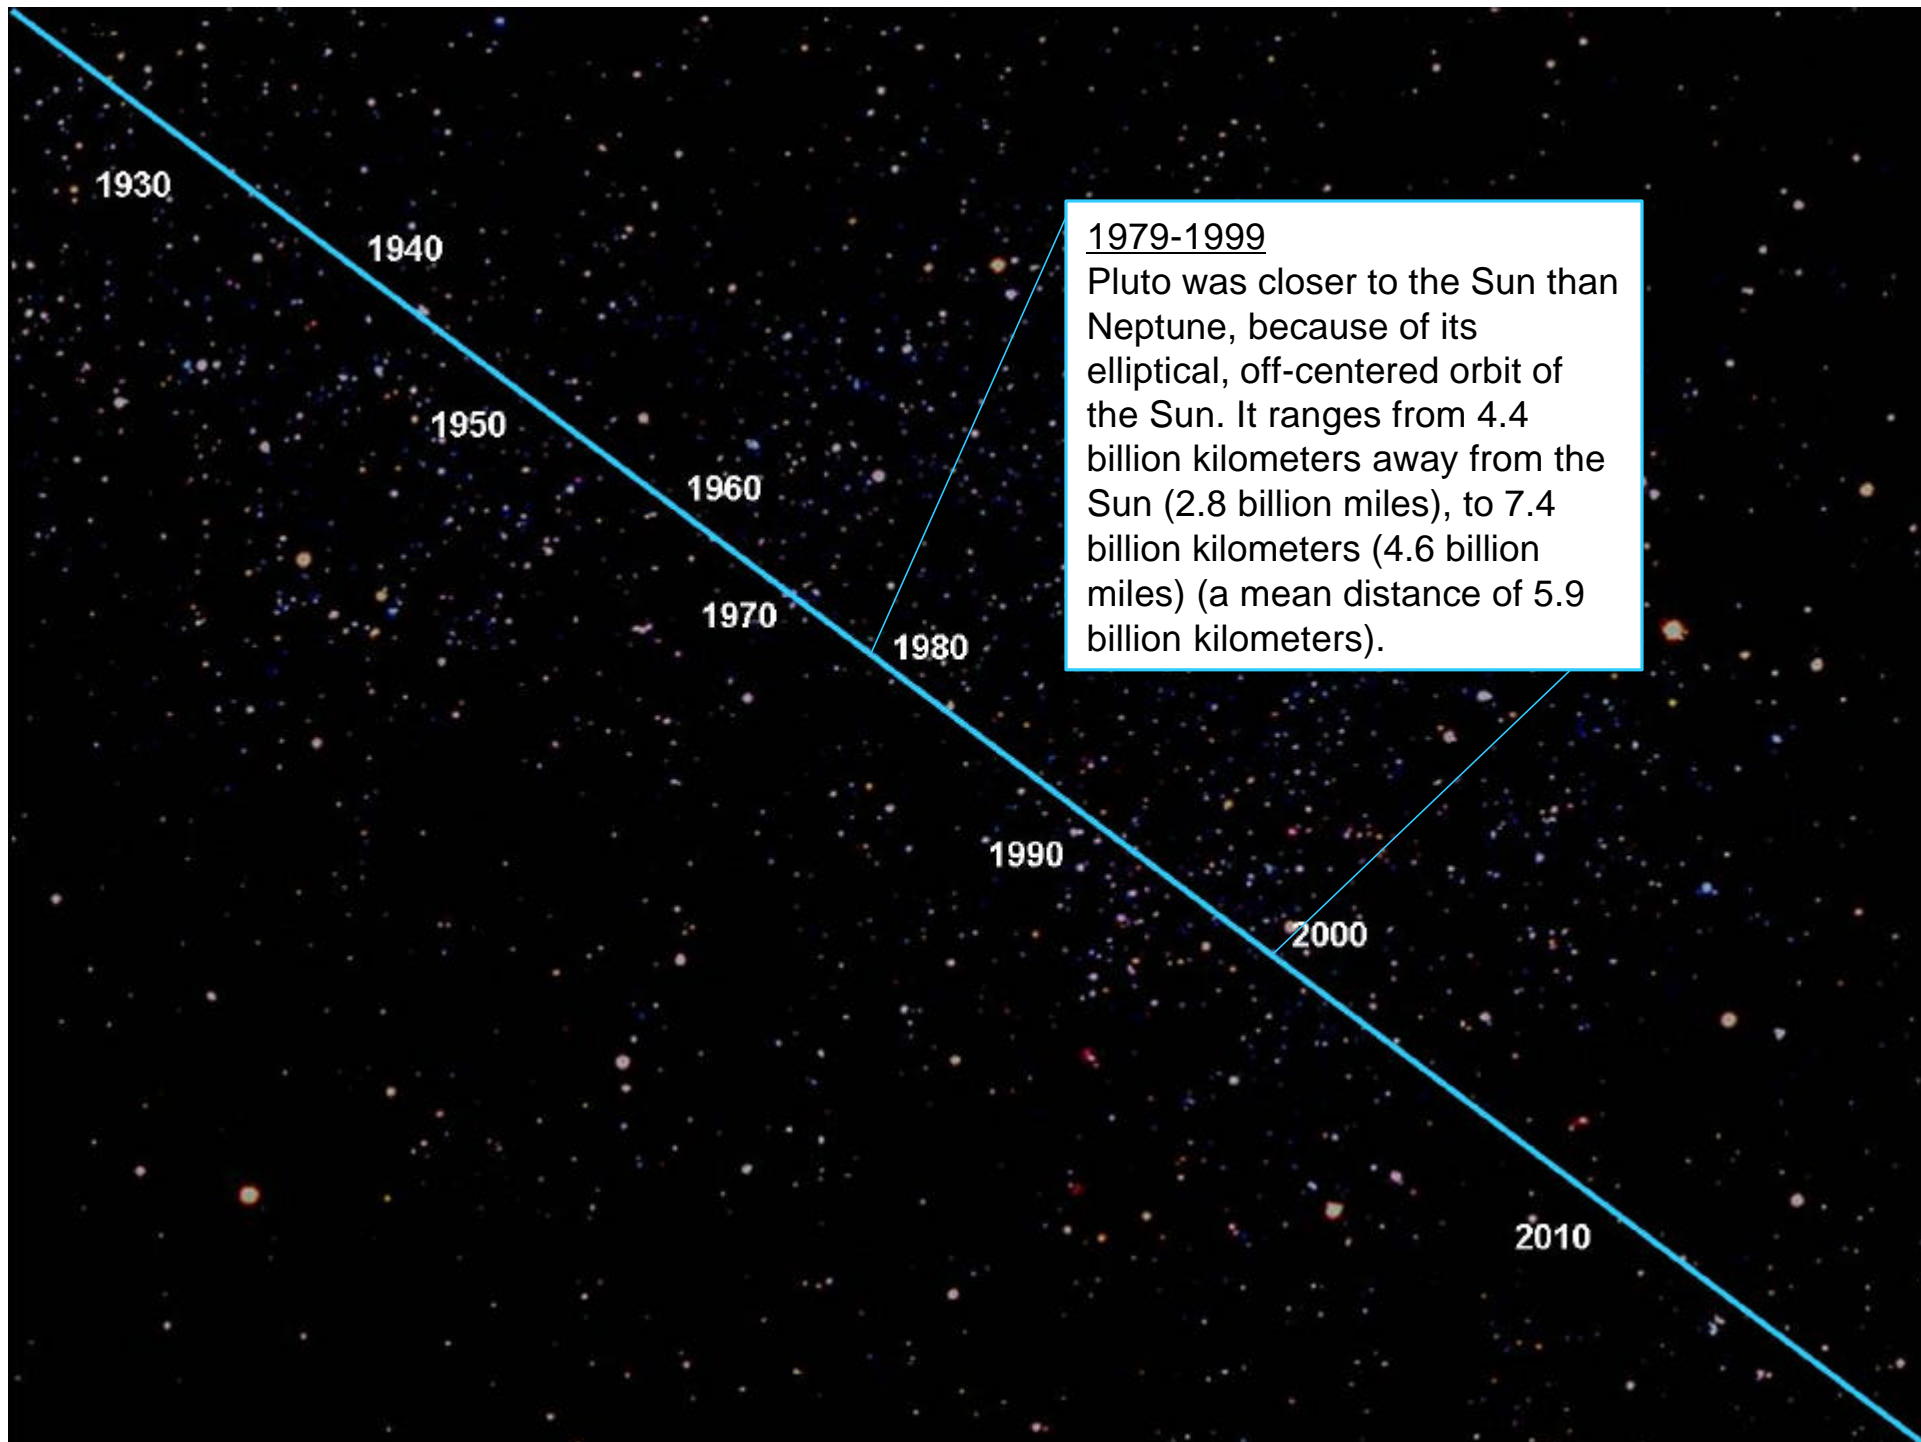 1930
1940
1950
1960
1970
1980
1990
2000
2010
1979-1999
Pluto was closer to the Sun than
Neptune, because of its
elliptical, off-centered orbit of
the Sun. It ranges from 4.4
billion kilometers away from the
Sun (2.8 billion miles), to 7.4
billion kilometers (4.6 billion
miles) (a mean distance of 5.9
billion kilometers).